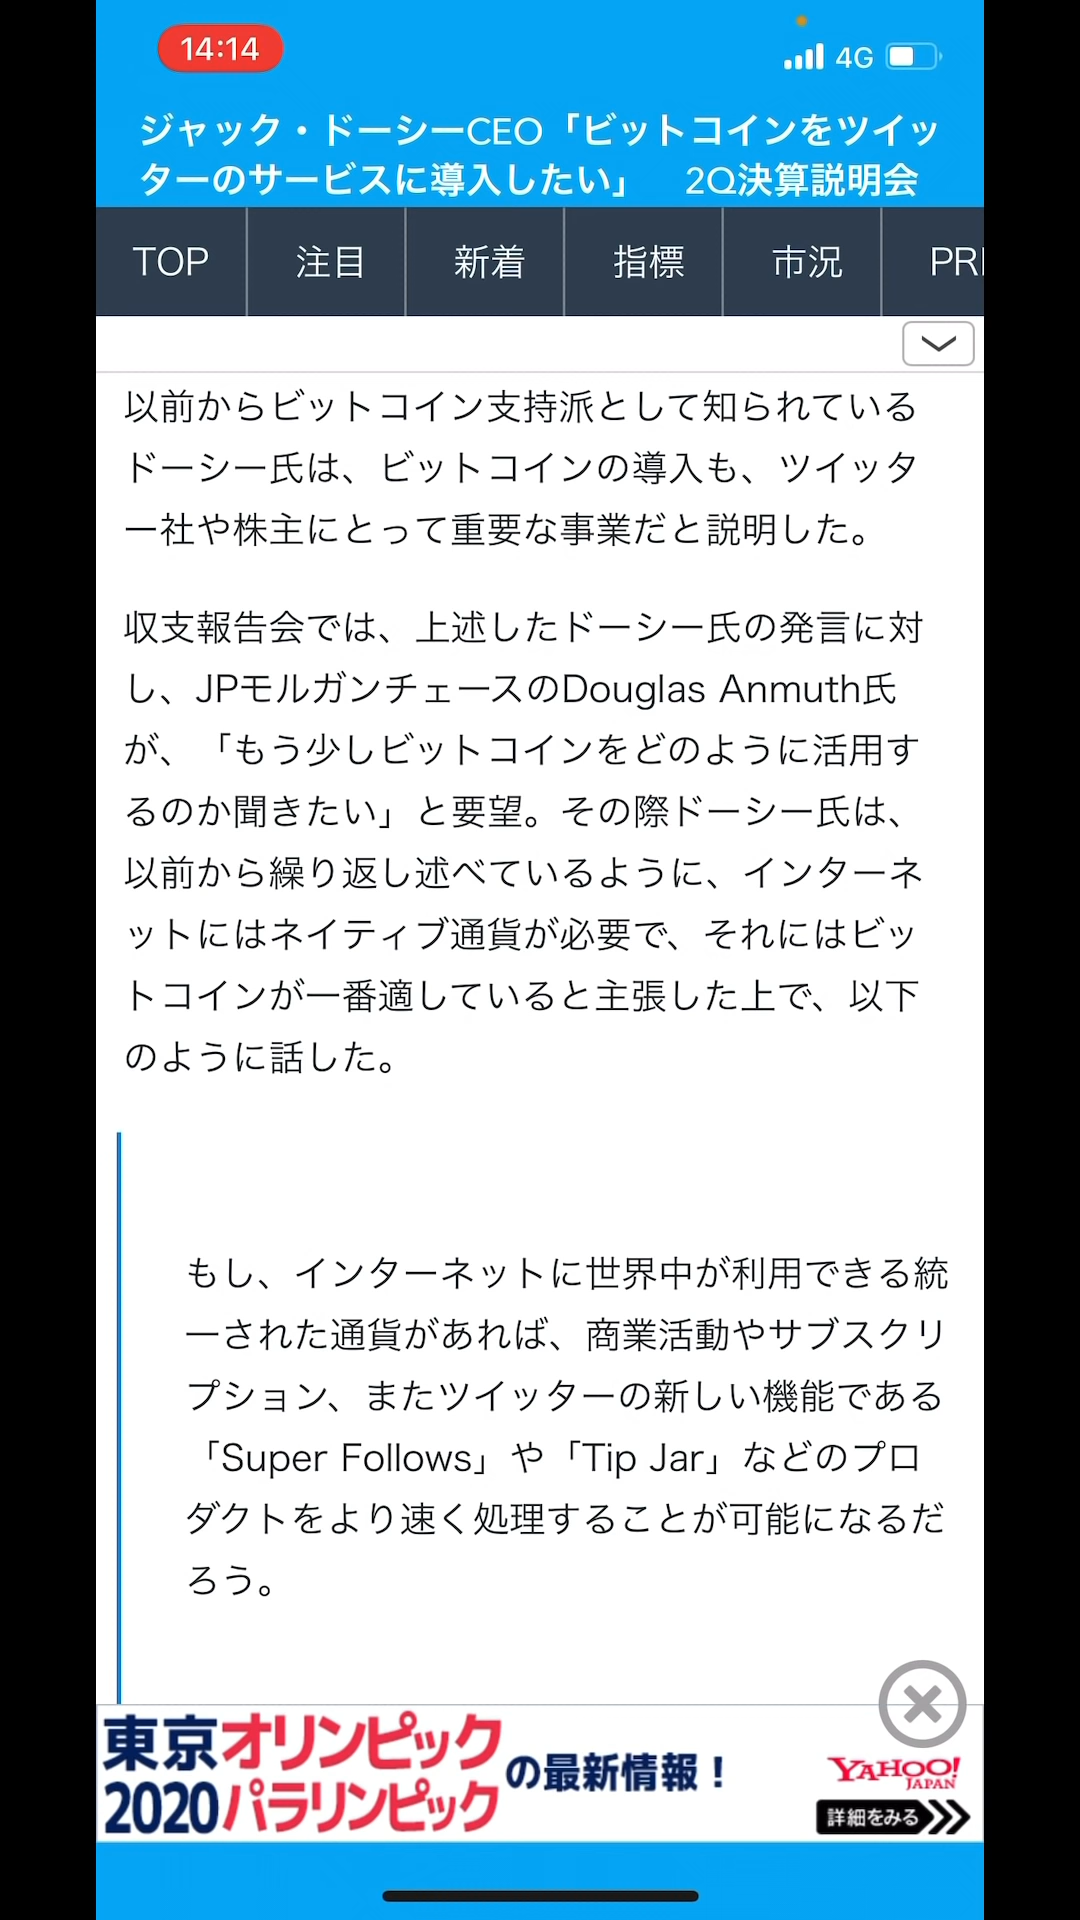 14:14
4G
ジャック・ドーシーCEO「ビットコインをツイッ
ターのサービスに導入したい」 2Q決算説明会
TOP 注目 新着 指標 市況 PR
以前からビットコイン支持派として知られている
ドーシー氏は、ビットコインの導入も、ツイッタ
ー社や株主にとって重要な事業だと説明した。
収支報告会では、上述したドーシー氏の発言に対
し、JPモルガンチェースのDouglas Anmuth氏
が、「もう少しビットコインをどのように活用す
るのか聞きたい」と要望。その際ドーシー氏は、
以前から繰り返し述べているように、インターネ
ットにはネイティブ通貨が必要で、それにはビッ
トコインが一番適していると主張した上で、以下
のように話した。
もし、インターネットに世界中が利用できる統
一された通貨があれば、商業活動やサブスクリ
プション、またツイッターの新しい機能である
「Super Follows」や「Tip Jar」などのプロ
ダクトをより速く処理することが可能になるだ
ろう。
東京オリンピック
2020パラリンピック
の最新情報！
YAHOO!
JAPAN
詳細をみる